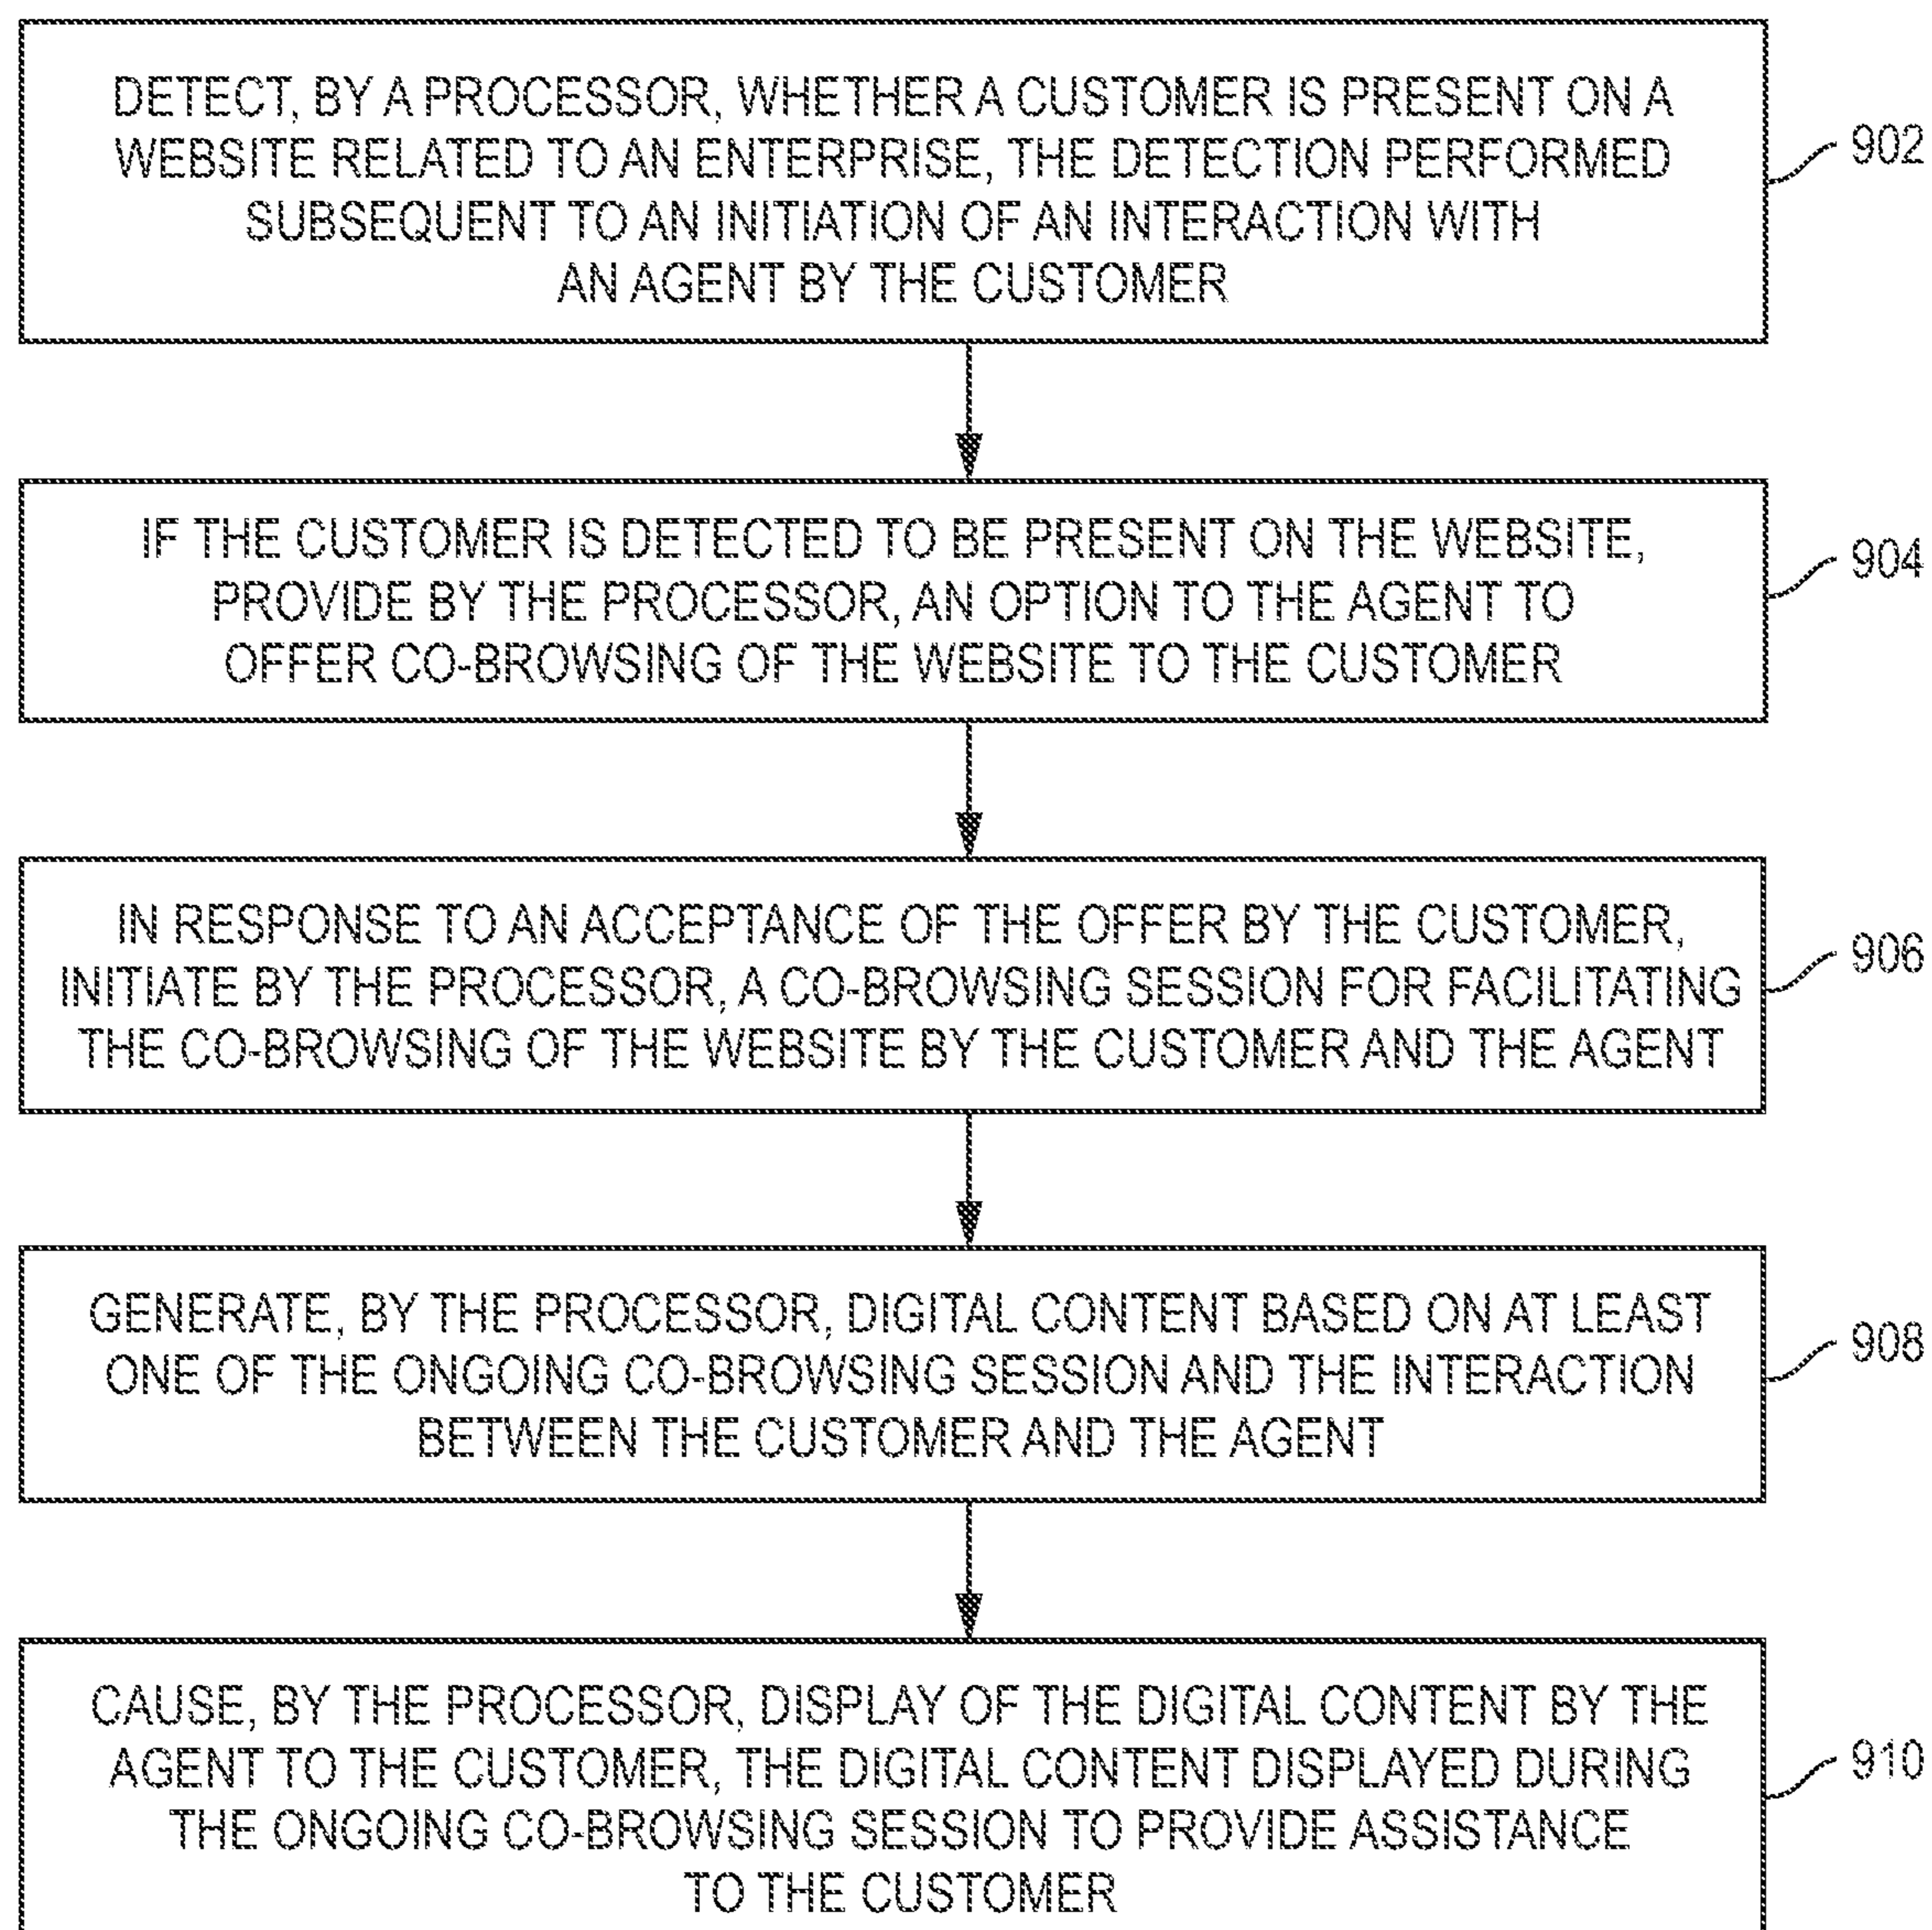 DETECT, BY A PROCESSOR, WHETHER A CUSTOMER IS PRESENT ON A
WEBSITE RELATED TO AN ENTERPRISE, THE DETECTION PERFORMED
SUBSEQUENT TO AN INITIATION OF AN INTERACTION WITH
AN AGENT BY THE CUSTOMER
902
IF THE CUSTOMER IS DETECTED TO BE PRESENT ON THE WEBSITE,
PROVIDE BY THE PROCESSOR, AN OPTION TO THE AGENT TO
OFFER CO-BROWSING OF THE WEBSITE TO THE CUSTOMER
904
IN RESPONSE TO AN ACCEPTANCE OF THE OFFER BY THE CUSTOMER,
INITIATE BY THE PROCESSOR, A CO-BROWSING SESSION FOR FACILITATING
THE CO-BROWSING OF THE WEBSITE BY THE CUSTOMER AND THE AGENT
906
GENERATE, BY THE PROCESSOR, DIGITAL CONTENT BASED ON AT LEAST
ONE OF THE ONGOING CO-BROWSING SESSION AND THE INTERACTION
BETWEEN THE CUSTOMER AND THE AGENT
908
CAUSE, BY THE PROCESSOR, DISPLAY OF THE DIGITAL CONTENT BY THE
AGENT TO THE CUSTOMER, THE DIGITAL CONTENT DISPLAYED DURING
THE ONGOING CO-BROWSING SESSION TO PROVIDE ASSISTANCE
TO THE CUSTOMER
910